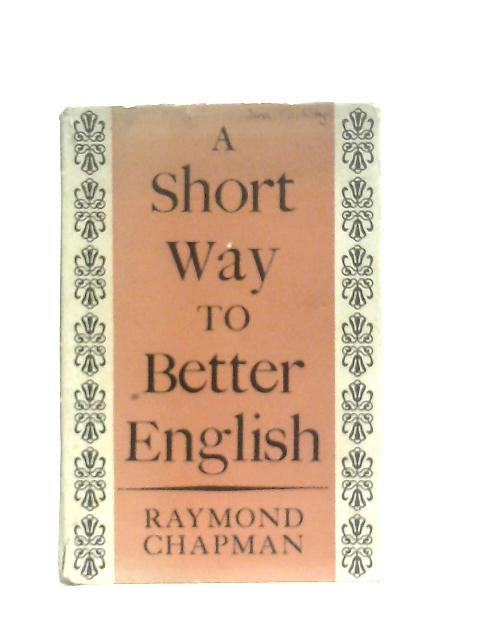 A
Short
Way
TO
Better
English
RAYMOND
CHAPMAN